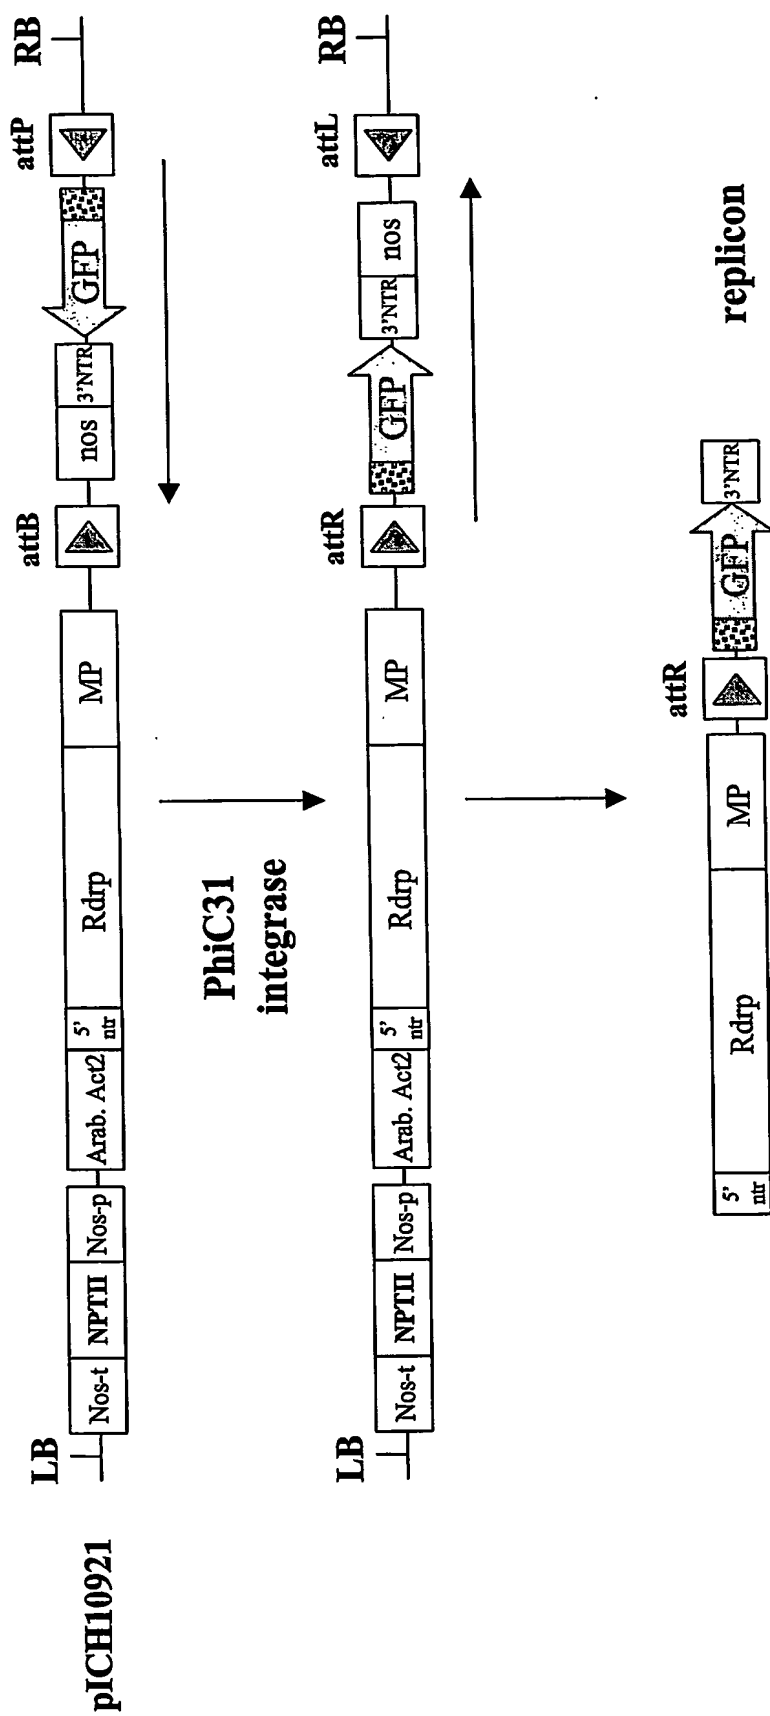 pICH10921
LB
Nos-t
NPTII
Nos-p
Arab. Act2
5'
ntr
Rdrp
MP
attB
nos
3'NTR
GFP
attP
RB
PhiC31
integrase
LB
Nos-t
NPTII
Nos-p
Arab. Act2
5'
ntr
Rdrp
MP
attR
GFP
3'NTR
nos
attL
RB
5'
ntr
Rdrp
MP
attR
GFP
3'NTR
replicon